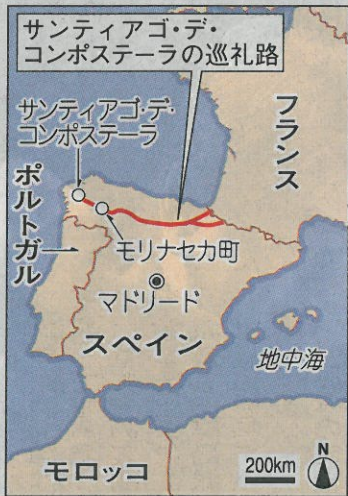 サンティアゴ・デ・
コンポステーラの巡礼路
サンティアゴ・デ・
コンポステーラ
フランス
ポルトガル
モリナセカ町
マドリード
スペイン
地中海
モロッコ
200km
N